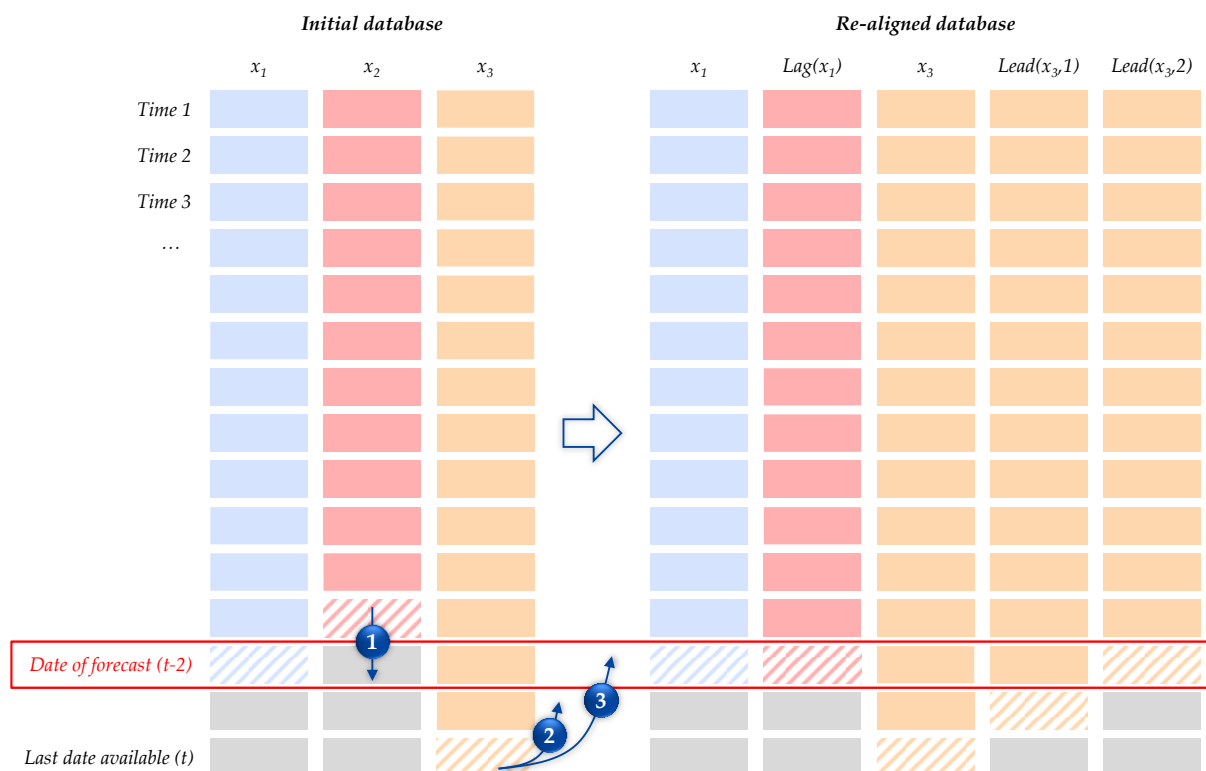 Initial database Re-aligned database
x₁ x₂ x₃ x₁ Lag(x₁) x₃ Lead(x₃,1) Lead(x₃,2)
Time 1
Time 2
Time 3
…
1
Date of forecast (t-2)
3
2
Last date available (t)